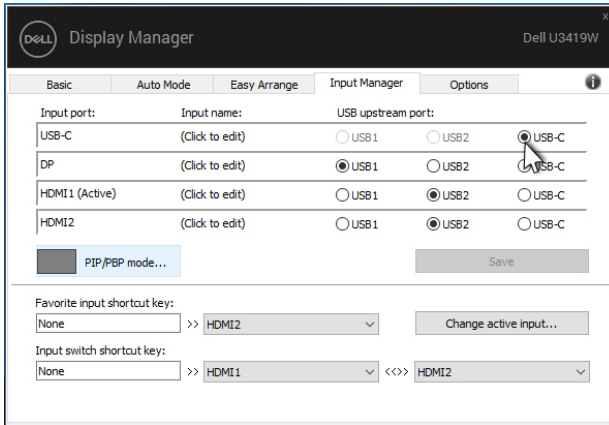 DELL Display Manager Dell U3419W
Basic Auto Mode Easy Arrange Input Manager Options
Input port: Input name: USB upstream port:
USB-C (Click to edit) USB1 USB2 USB-C
DP (Click to edit) USB1 USB2 USB-C
HDMI1 (Active) (Click to edit) USB1 USB2 USB-C
HDMI2 (Click to edit) USB1 USB2 USB-C
PIP/PBP mode... Save
Favorite input shortcut key:
None >> HDMI2 Change active input...
Input switch shortcut key:
None >> HDMI1 <<>> HDMI2